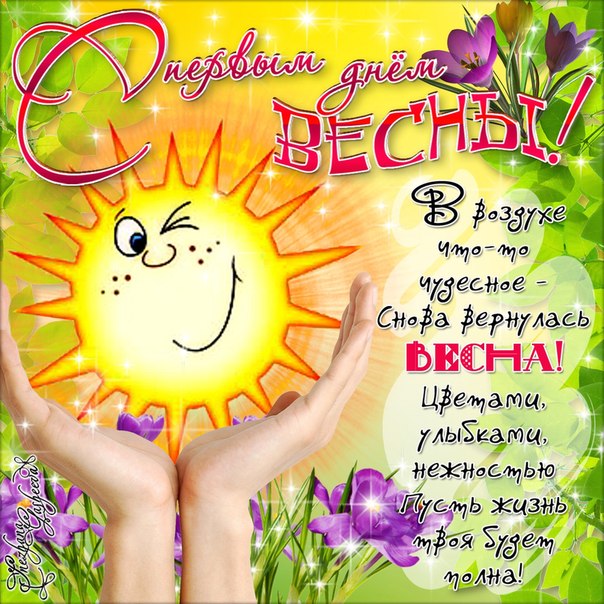 С первым днём
ВЕСНЫ!
В воздухе
что-то
чудесное -
Снова вернулась
ВЕСНА!
Цветами,
улыбками,
нежностью
Пусть жизнь
твоя будет
полна!